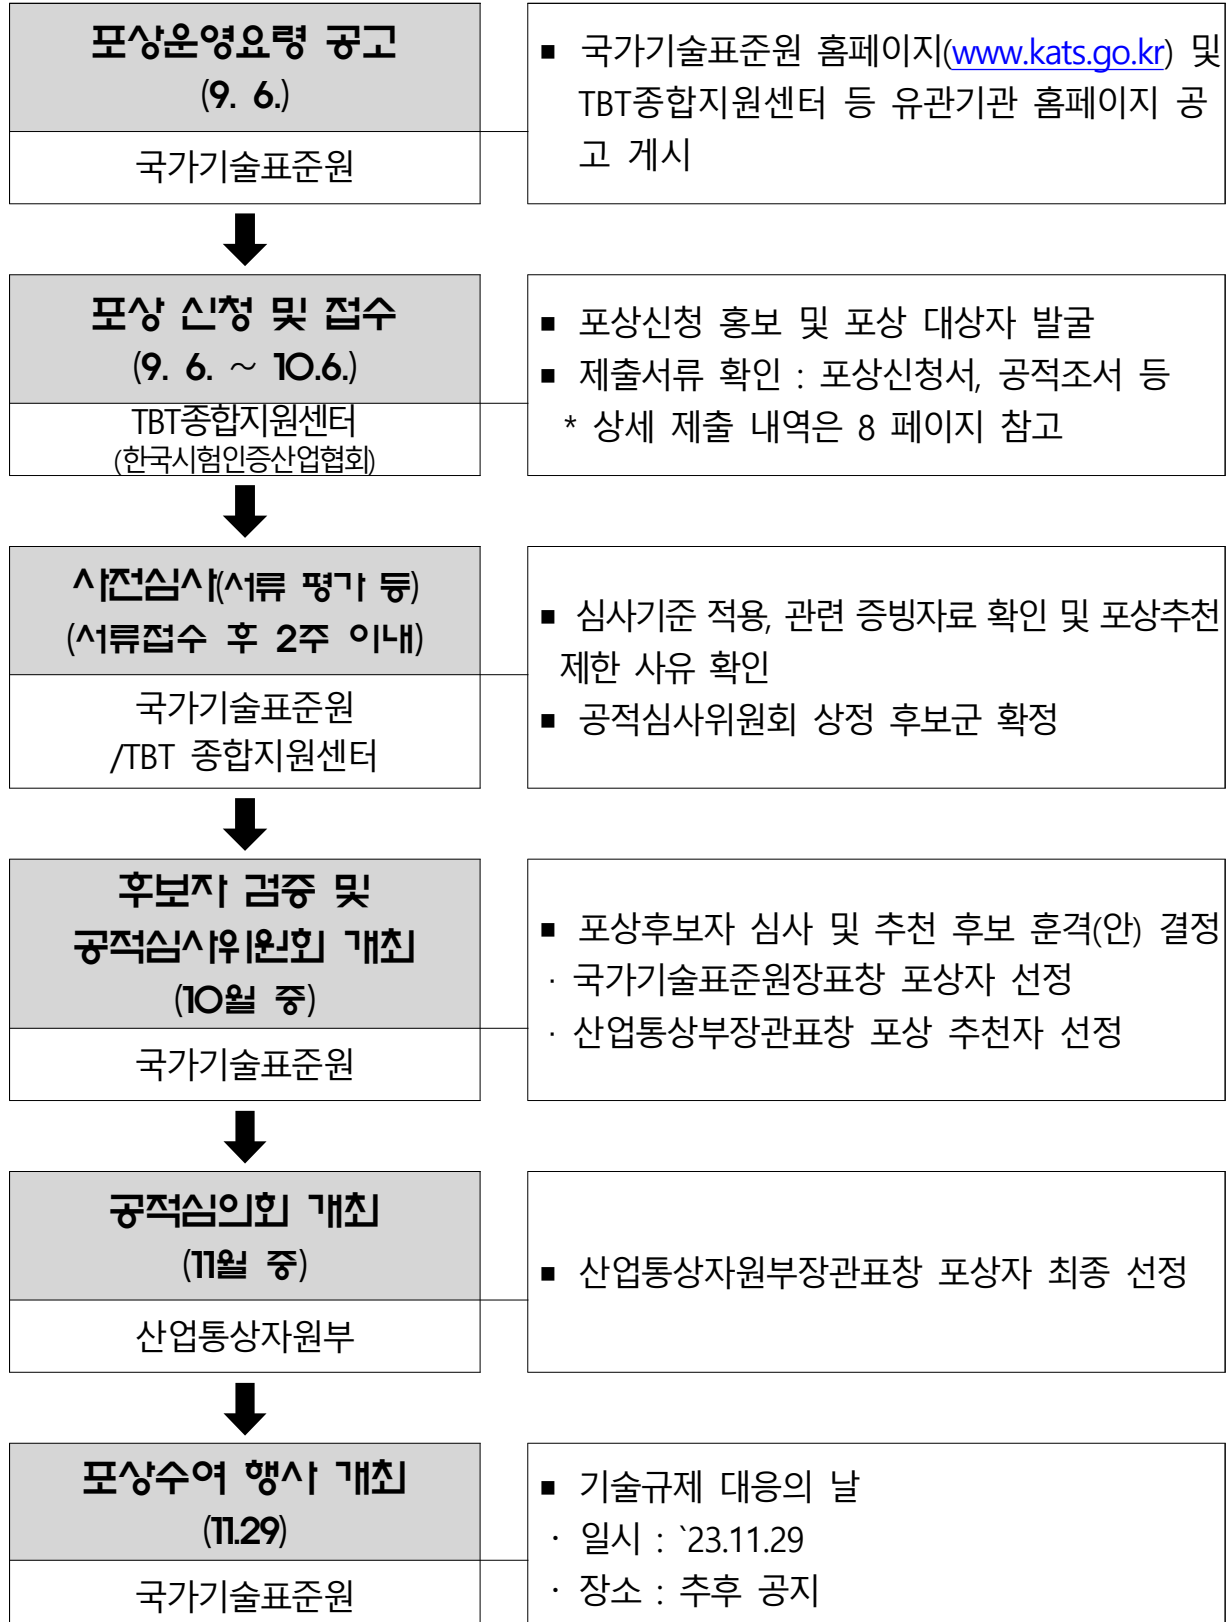 포상운영요령 공고
(9. 6.)
국가기술표준원
▪ 국가기술표준원 홈페이지(www.kats.go.kr) 및
TBT종합지원센터 등 유관기관 홈페이지 공
고 게시
포상 신청 및 접수
(9. 6. ~ 10.6.)
TBT종합지원센터
(한국시험인증산업협회)
▪ 포상신청 홍보 및 포상 대상자 발굴
▪ 제출서류 확인 : 포상신청서, 공적조서 등
* 상세 제출 내역은 8 페이지 참고
사전심사(서류 평가 등)
(서류접수 후 2주 이내)
국가기술표준원
/TBT 종합지원센터
▪ 심사기준 적용, 관련 증빙자료 확인 및 포상추천
제한 사유 확인
▪ 공적심사위원회 상정 후보군 확정
후보자 검증 및
공적심사위원회 개최
(10월 중)
국가기술표준원
▪ 포상후보자 심사 및 추천 후보 훈격(안) 결정
· 국가기술표준원장표창 포상자 선정
· 산업통상부장관표창 포상 추천자 선정
공적심의회 개최
(11월 중)
산업통상자원부
▪ 산업통상자원부장관표창 포상자 최종 선정
포상수여 행사 개최
(11.29)
국가기술표준원
▪ 기술규제 대응의 날
· 일시 : `23.11.29
· 장소 : 추후 공지